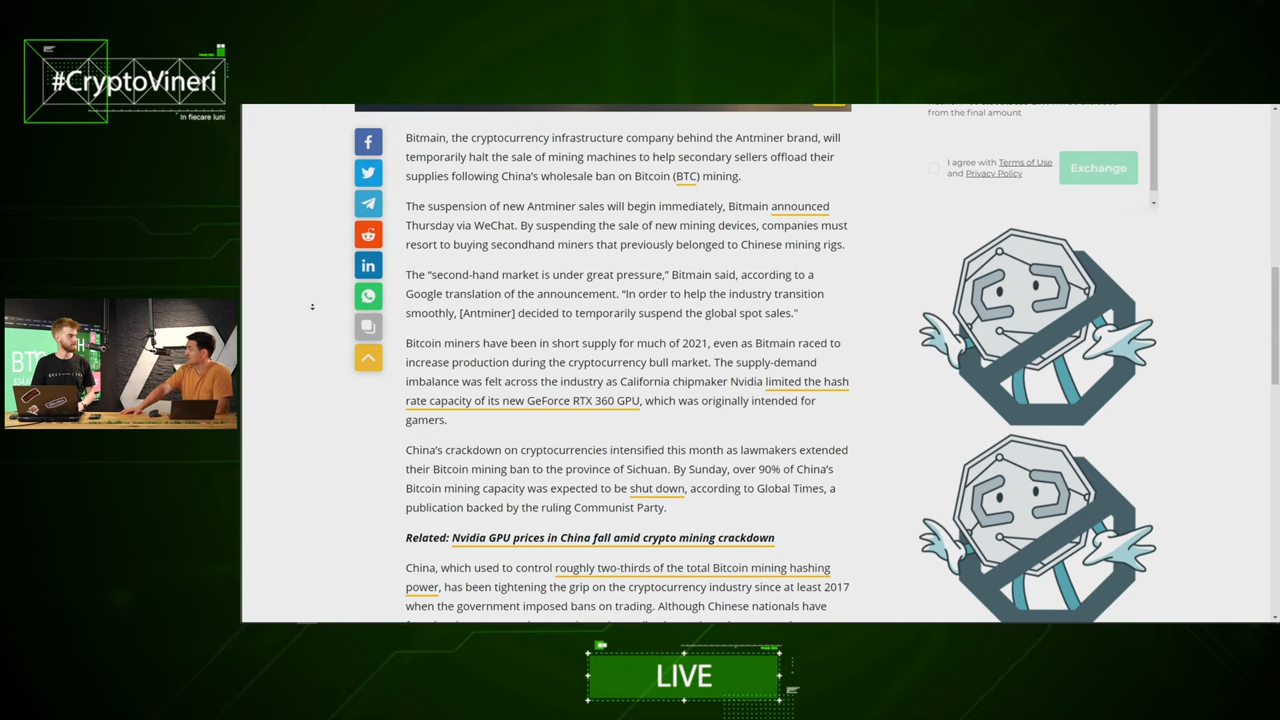 #CryptoVineri
în fiecare luni
from the final amount
I agree with Terms of Use
and Privacy Policy
Exchange
Bitmain, the cryptocurrency infrastructure company behind the Antminer brand, will
temporarily halt the sale of mining machines to help secondary sellers offload their
supplies following China’s wholesale ban on Bitcoin (BTC) mining.
The suspension of new Antminer sales will begin immediately, Bitmain announced
Thursday via WeChat. By suspending the sale of new mining devices, companies must
resort to buying secondhand miners that previously belonged to Chinese mining rigs.
The “second-hand market is under great pressure,” Bitmain said, according to a
Google translation of the announcement. “In order to help the industry transition
smoothly, [Antminer] decided to temporarily suspend the global spot sales."
Bitcoin miners have been in short supply for much of 2021, even as Bitmain raced to
increase production during the cryptocurrency bull market. The supply-demand
imbalance was felt across the industry as California chipmaker Nvidia limited the hash
rate capacity of its new GeForce RTX 360 GPU, which was originally intended for
gamers.
China’s crackdown on cryptocurrencies intensified this month as lawmakers extended
their Bitcoin mining ban to the province of Sichuan. By Sunday, over 90% of China’s
Bitcoin mining capacity was expected to be shut down, according to Global Times, a
publication backed by the ruling Communist Party.
Related: Nvidia GPU prices in China fall amid crypto mining crackdown
China, which used to control roughly two-thirds of the total Bitcoin mining hashing
power, has been tightening the grip on the cryptocurrency industry since at least 2017
when the government imposed bans on trading. Although Chinese nationals have
BT
LIVE